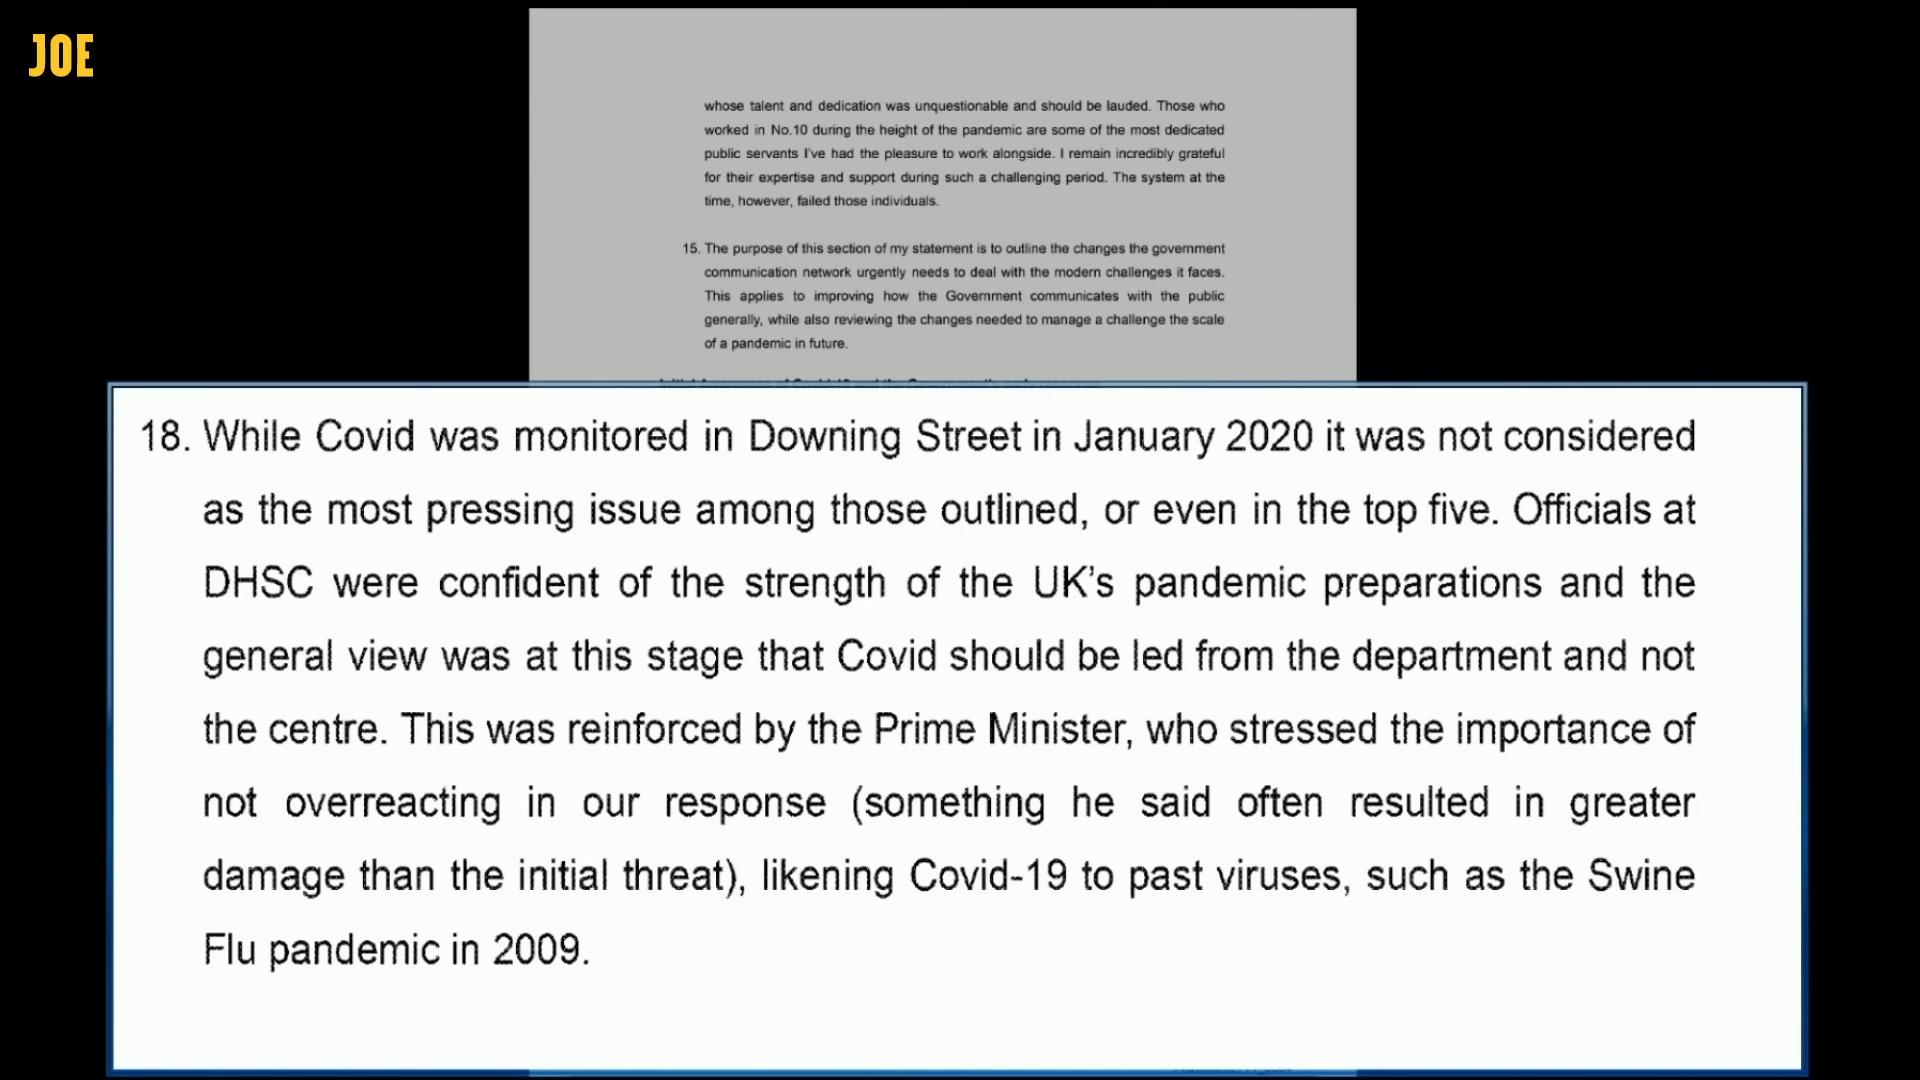 JOE
whose talent and dedication was unquestionable and should be lauded. Those who
worked in No.10 during the height of the pandemic are some of the most dedicated
public servants I've had the pleasure to work alongside. I remain incredibly grateful
for their expertise and support during such a challenging period. The system at the
time, however, failed those individuals.
15. The purpose of this section of my statement is to outline the changes the government
communication network urgently needs to deal with the modern challenges it faces.
This applies to improving how the Government communicates with the public
generally, while also reviewing the changes needed to manage a challenge the scale
of a pandemic in future.
18. While Covid was monitored in Downing Street in January 2020 it was not considered
as the most pressing issue among those outlined, or even in the top five. Officials at
DHSC were confident of the strength of the UK's pandemic preparations and the
general view was at this stage that Covid should be led from the department and not
the centre. This was reinforced by the Prime Minister, who stressed the importance of
not overreacting in our response (something he said often resulted in greater
damage than the initial threat), likening Covid-19 to past viruses, such as the Swine
Flu pandemic in 2009.